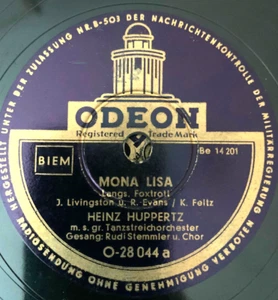 HERGESTELLT UNTER DER ZULASSUNG NR. B-503 DER NACHRICHTENKONTROLLE DER MILITÄRREGIERUNG
ODEON
Registered Trade Mark
BIEM
Be 14 201
MONA LISA
Langs. Foxtrott
J. Livingston u. R. Evans / K. Feltz
HEINZ HUPPERTZ
m. s. gr. Tanzstreichorchester
Gesang: Rudi Stemmler u. Chor
O-28 044 a
RADIOSENDUNG OHNE GENEHMIGUNG VERBOTEN